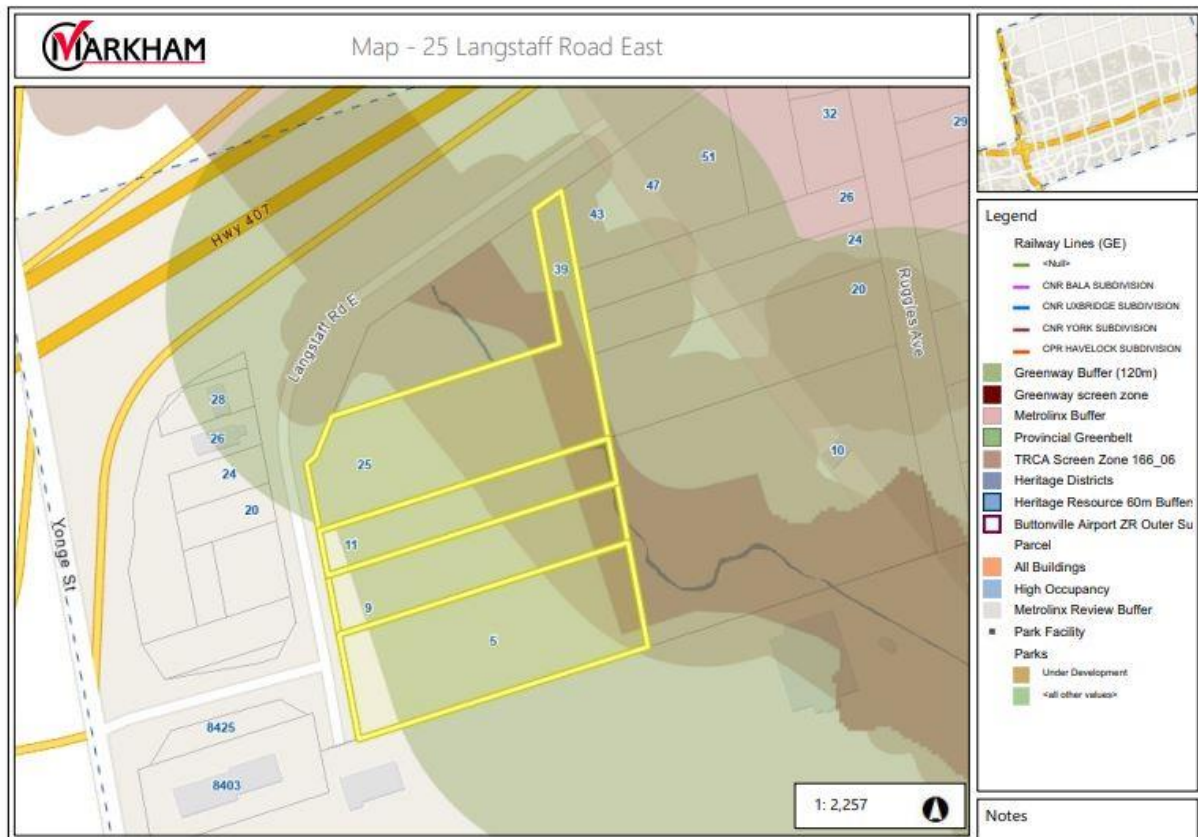 MARKHAM
Map - 25 Langstaff Road East
32
29
51
47
26
43
24
Hwy 407
39
20
Ruggles Ave
Langstaff Rd E
28
26
25
10
24
20
11
Yonge St
9
5
8425
8403
1: 2,257
Legend
Railway Lines (GE)
<Null>
CNR BALA SUBDIVISION
CNR UXBRIDGE SUBDIVISION
CNR YORK SUBDIVISION
CPR HAVELOCK SUBDIVISION
Greenway Buffer (120m)
Greenway screen zone
Metrolinx Buffer
Provincial Greenbelt
TRCA Screen Zone 166_06
Heritage Districts
Heritage Resource 60m Buffer
Buttonville Airport ZR Outer Su
Parcel
All Buildings
High Occupancy
Metrolinx Review Buffer
Park Facility
Parks
Under Development
<all other values>
Notes